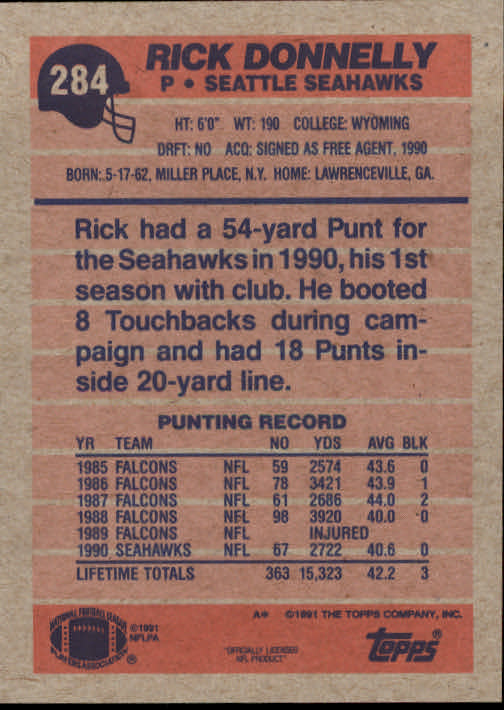 284
RICK DONNELLY
P • SEATTLE SEAHAWKS
HT: 6'0" WT: 190 COLLEGE: WYOMING
DRFT: NO ACQ: SIGNED AS FREE AGENT, 1990
BORN: 5-17-62, MILLER PLACE, N.Y. HOME: LAWRENCEVILLE, GA.
Rick had a 54-yard Punt for
the Seahawks in 1990, his 1st
season with club. He booted
8 Touchbacks during cam-
paign and had 18 Punts in-
side 20-yard line.
PUNTING RECORD
YR TEAM NO YDS AVG BLK
1985 FALCONS NFL 59 2574 43.6 0
1986 FALCONS NFL 78 3421 43.9 1
1987 FALCONS NFL 61 2686 44.0 2
1988 FALCONS NFL 98 3920 40.0 0
1989 FALCONS NFL INJURED
1990 SEAHAWKS NFL 67 2722 40.6 0
LIFETIME TOTALS 363 15,323 42.2 3
A* ©1991 THE TOPPS COMPANY, INC.
NATIONAL FOOTBALL LEAGUE
PLAYERS ASSOCIATION
®
©1991
NFLPA
"OFFICIALLY LICENSED
NFL PRODUCT"
TOPPS®